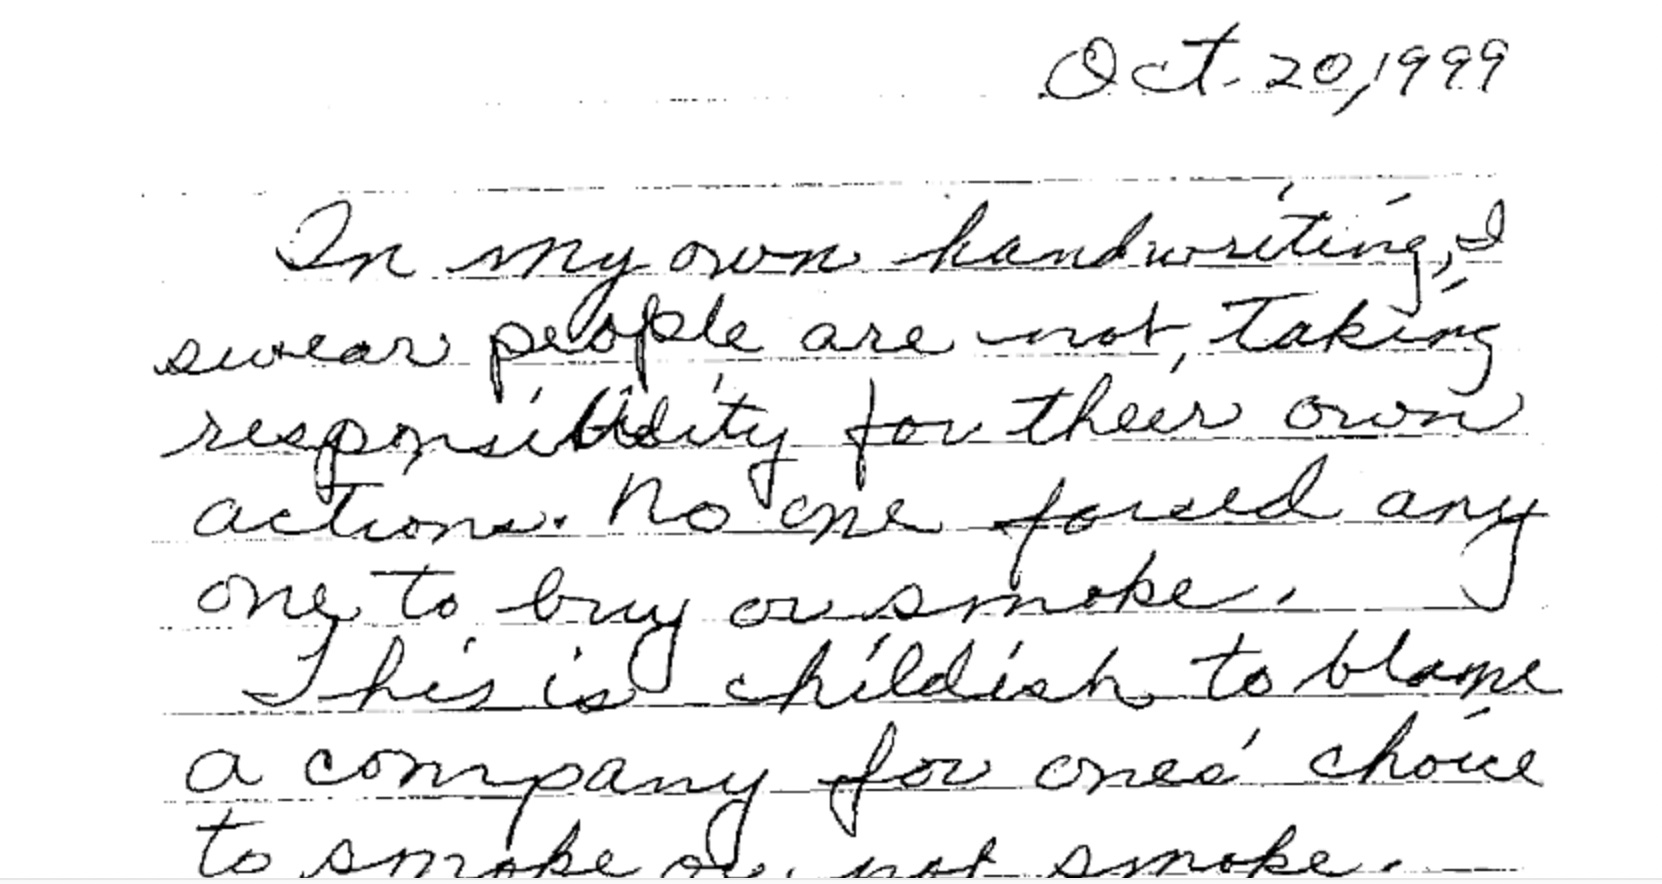 Oct. 20, 1999
In my own handwriting, I
swear people are not taking
responsibility for their own
actions. No one forsed any
one to buy or smoke.
This is childish to blame
a company for ones' choice
to smoke or not smoke.